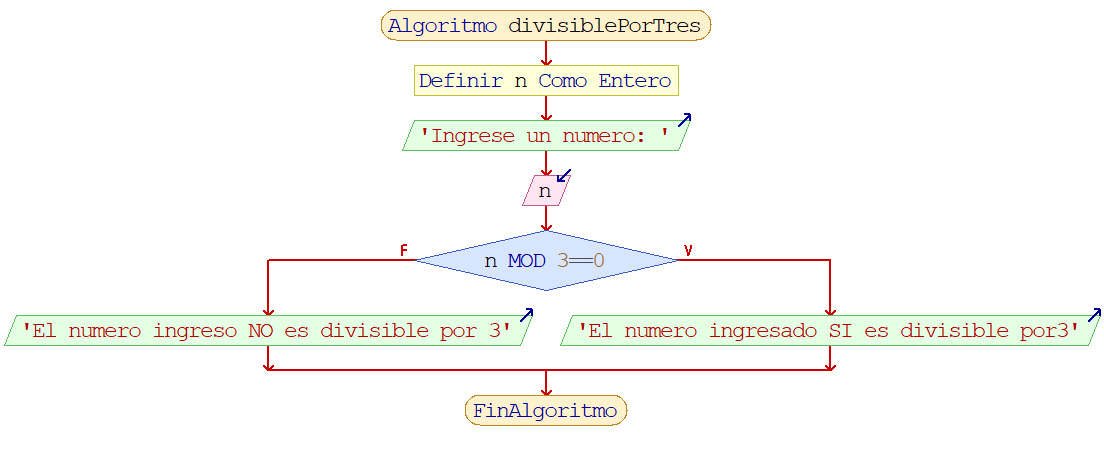 Algoritmo divisiblePorTres
Definir n Como Entero
'Ingrese un numero: '
n
F
n MOD 3==0
V
'El numero ingreso NO es divisible por 3'
'El numero ingresado SI es divisible por3'
FinAlgoritmo